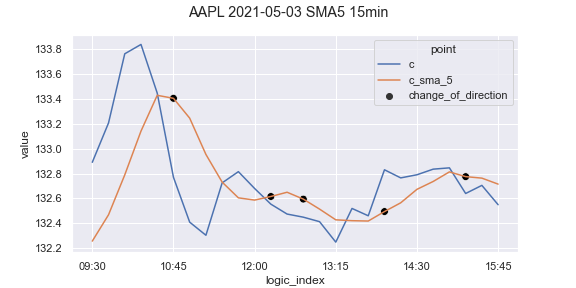 AAPL 2021-05-03 SMA5 15min
133.8
133.6
133.4
133.2
133.0
132.8
132.6
132.4
132.2
value
point
c
c_sma_5
change_of_direction
09:30 10:45 12:00 13:15 14:30 15:45
logic_index